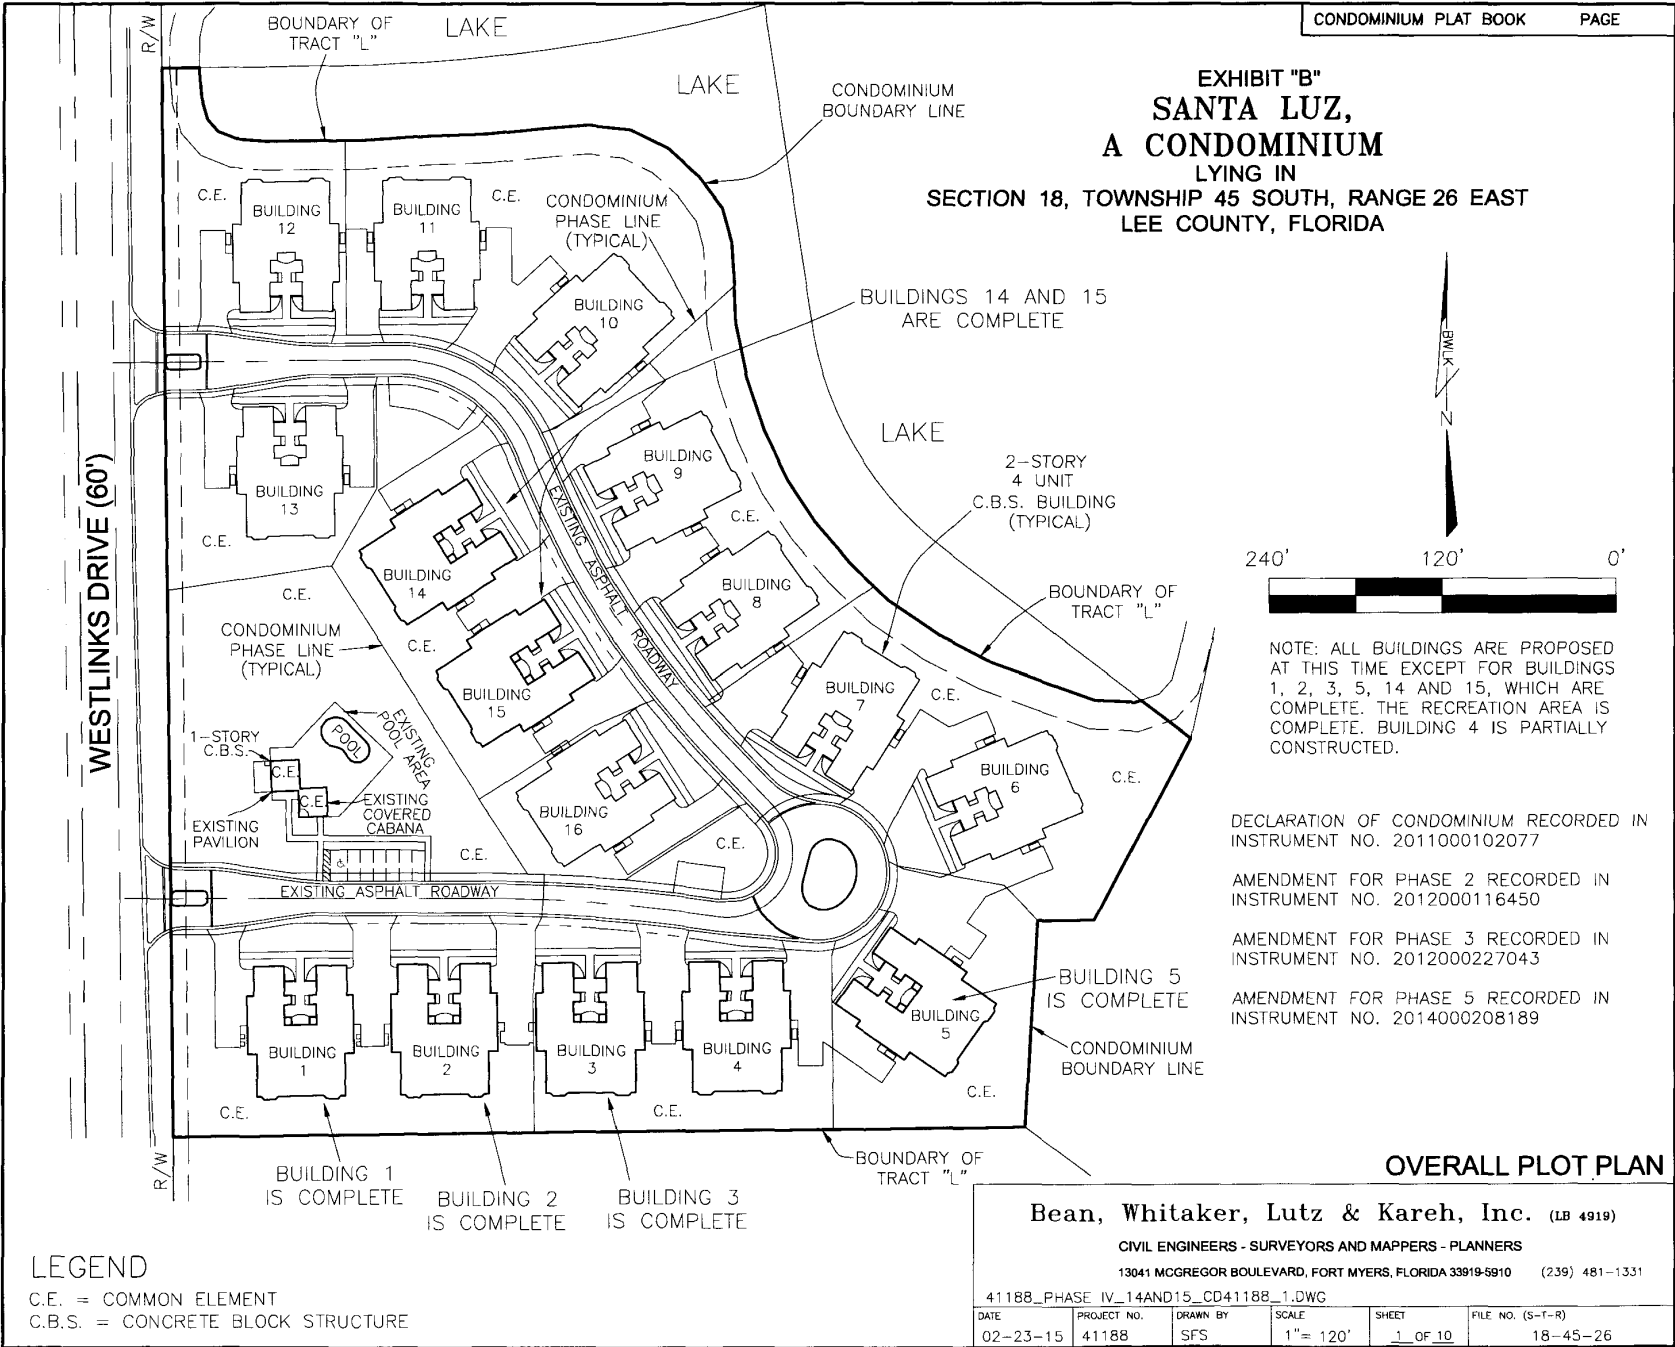 CONDOMINIUM PLAT BOOK PAGE
EXHIBIT "B"
SANTA LUZ,
A CONDOMINIUM
LYING IN
SECTION 18, TOWNSHIP 45 SOUTH, RANGE 26 EAST
LEE COUNTY, FLORIDA
R/W
BOUNDARY OF
TRACT "L"
LAKE
LAKE
CONDOMINIUM
BOUNDARY LINE
C.E.
BUILDING
12
BUILDING
11
C.E.
CONDOMINIUM
PHASE LINE
(TYPICAL)
BUILDING
10
BUILDINGS 14 AND 15
ARE COMPLETE
BWLK
N
LAKE
BUILDING
13
C.E.
BUILDING
9
C.E.
2-STORY
4 UNIT
C.B.S. BUILDING
(TYPICAL)
WESTLINKS DRIVE (60')
EXISTING ASPHALT ROADWAY
BUILDING
14
C.E.
BUILDING
8
BOUNDARY OF
TRACT "L"
240' 120' 0'
CONDOMINIUM
PHASE LINE
(TYPICAL)
C.E.
BUILDING
15
BUILDING
7
C.E.
NOTE: ALL BUILDINGS ARE PROPOSED
AT THIS TIME EXCEPT FOR BUILDINGS
1, 2, 3, 5, 14 AND 15, WHICH ARE
COMPLETE. THE RECREATION AREA IS
COMPLETE. BUILDING 4 IS PARTIALLY
CONSTRUCTED.
1-STORY
C.B.S.
POOL
EXISTING
POOL AREA
C.E.
C.E.
EXISTING
COVERED
CABANA
EXISTING
PAVILION
BUILDING
16
C.E.
C.E.
BUILDING
6
C.E.
EXISTING ASPHALT ROADWAY
DECLARATION OF CONDOMINIUM RECORDED IN
INSTRUMENT NO. 2011000102077
AMENDMENT FOR PHASE 2 RECORDED IN
INSTRUMENT NO. 2012000116450
AMENDMENT FOR PHASE 3 RECORDED IN
INSTRUMENT NO. 2012000227043
AMENDMENT FOR PHASE 5 RECORDED IN
INSTRUMENT NO. 2014000208189
BUILDING 5
IS COMPLETE
BUILDING
5
BUILDING
1
BUILDING
2
BUILDING
3
BUILDING
4
CONDOMINIUM
BOUNDARY LINE
C.E.
C.E.
C.E.
R/W
BUILDING 1
IS COMPLETE
BUILDING 2
IS COMPLETE
BUILDING 3
IS COMPLETE
BOUNDARY OF
TRACT "L"
OVERALL PLOT PLAN
LEGEND
C.E. = COMMON ELEMENT
C.B.S. = CONCRETE BLOCK STRUCTURE
Bean, Whitaker, Lutz & Kareh, Inc. (LB 4919)
CIVIL ENGINEERS - SURVEYORS AND MAPPERS - PLANNERS
13041 MCGREGOR BOULEVARD, FORT MYERS, FLORIDA 33919-5910 (239) 481-1331
41188_PHASE IV_14AND15_CD41188_1.DWG
DATE PROJECT NO. DRAWN BY SCALE SHEET FILE NO. (S-T-R)
02-23-15 41188 SFS 1"= 120' 1 OF 10 18-45-26